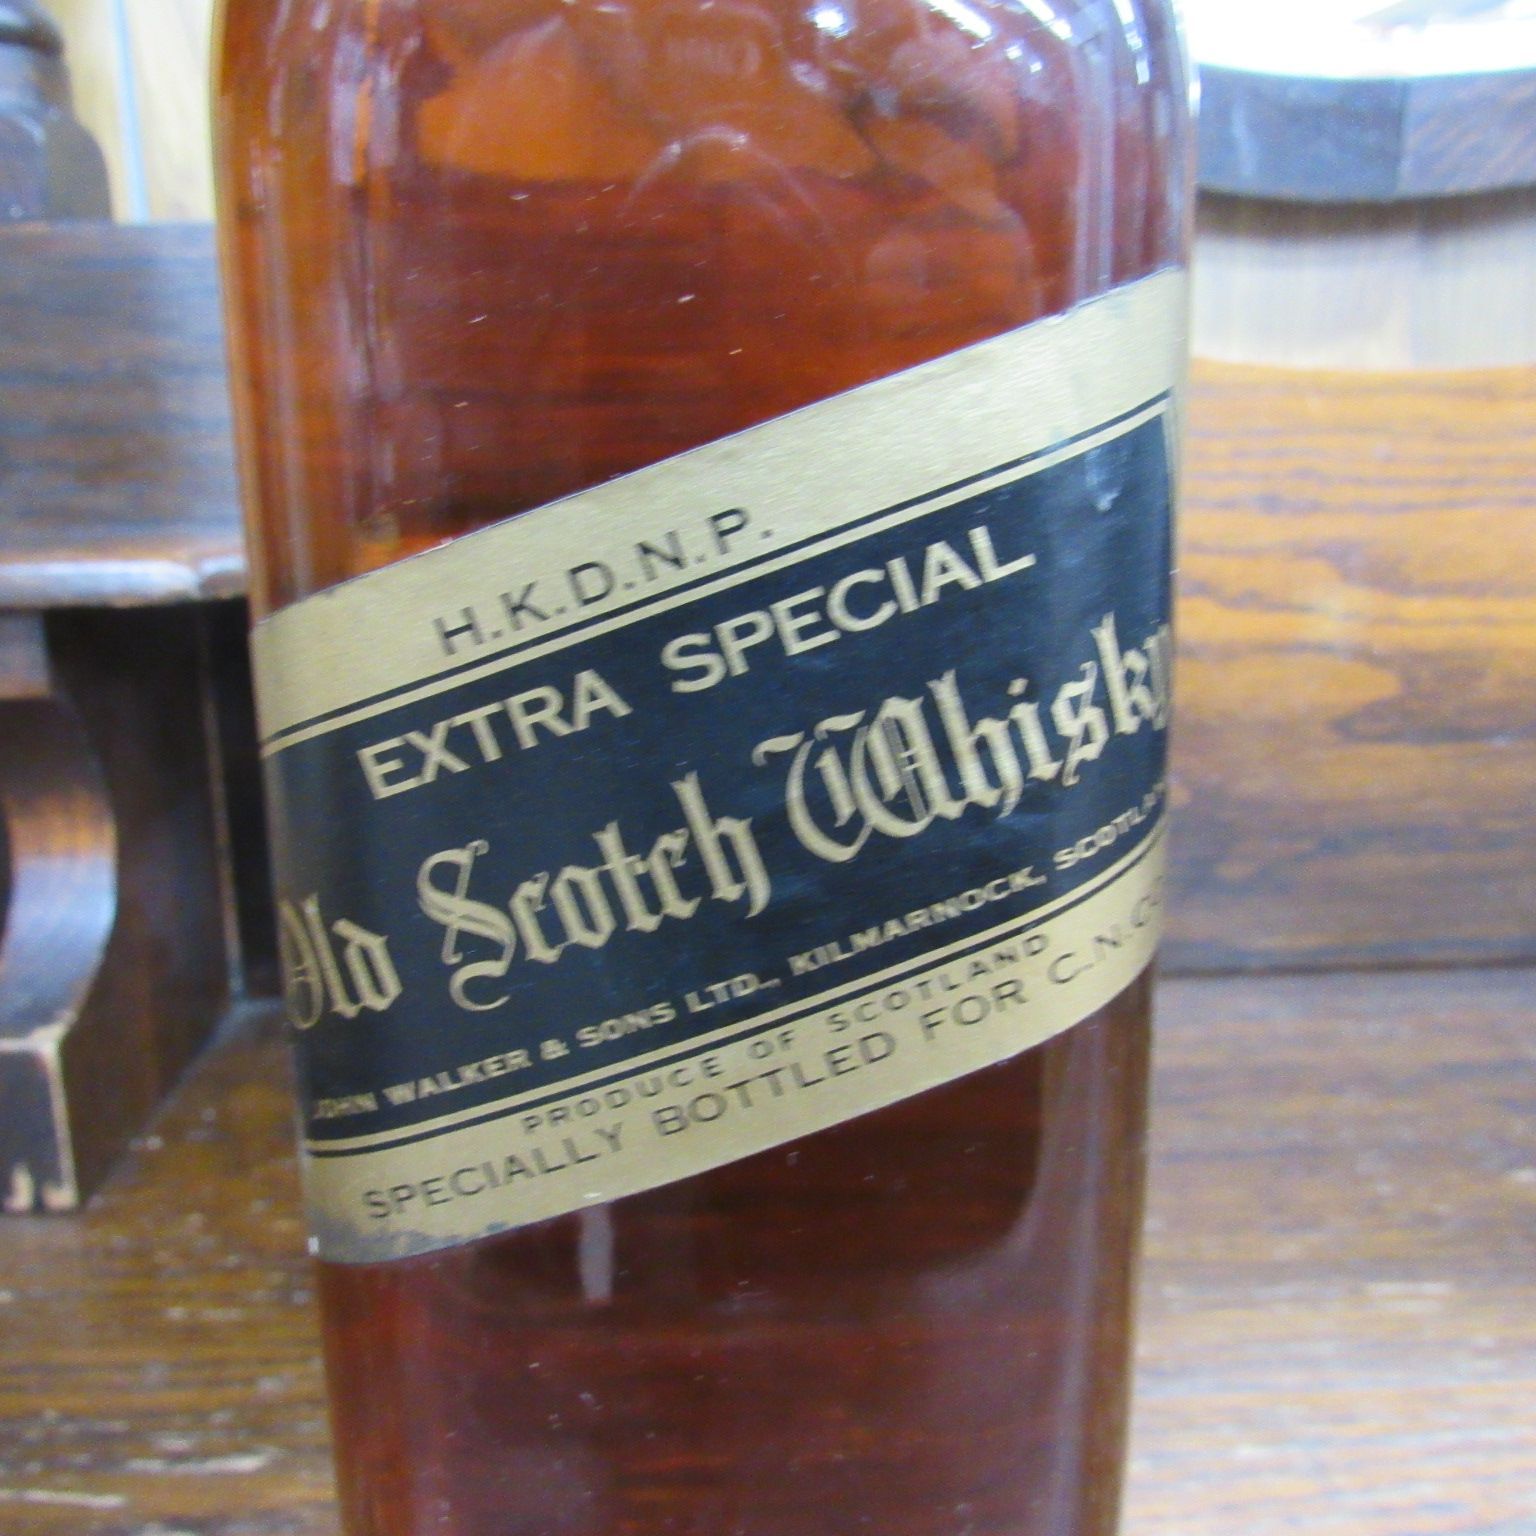 H.K.D.N.P.
EXTRA SPECIAL
Old Scotch Whisky
JOHN WALKER & SONS LTD., KILMARNOCK, SCOTLAND
PRODUCE OF SCOTLAND
SPECIALLY BOTTLED FOR C.N.C